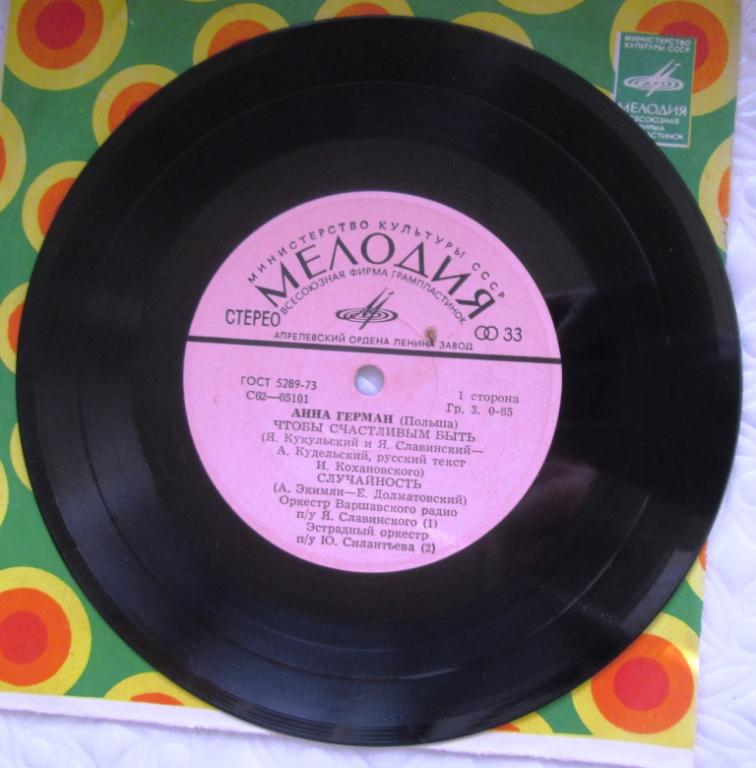 МИНИСТЕРСТВО
КУЛЬТУРЫ СССР
МЕЛОДИЯ
ВСЕСОЮЗНАЯ
ФИРМА
ГРАМПЛАСТИНОК
МИНИСТЕРСТВО КУЛЬТУРЫ СССР
МЕЛОДИЯ
ВСЕСОЮЗНАЯ ФИРМА ГРАМПЛАСТИНОК
СТЕРЕО
33
АПРЕЛЕВСКИЙ ОРДЕНА ЛЕНИНА ЗАВОД
ГОСТ 5289-73
С62—05101
1 сторона
Гр. 3. 0-85
АННА ГЕРМАН (Польша)
ЧТОБЫ СЧАСТЛИВЫМ БЫТЬ
(Я. Кукульский и Я. Славинский—
А. Кудельский, русский текст
И. Кохановского)
СЛУЧАЙНОСТЬ
(А. Экимян—Е. Долматовский)
Оркестр Варшавского радио
п/у Я. Славинского (1)
Эстрадный оркестр
п/у Ю. Силантьева (2)